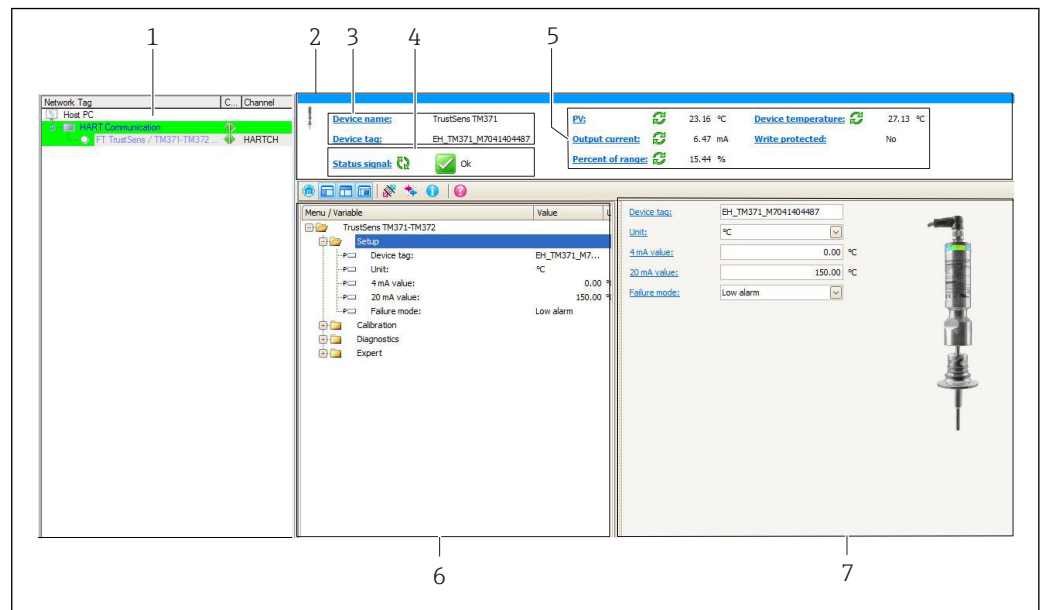 1 2 3 4 5
Network Tag C... Channel
Host PC
HART Communication
FT TrustSens / TM371-TM372 ... HARTCH
Device name: TrustSens TM371
Device tag: EH_TM371_M7041404487
Status signal: Ok
PV: 23.16 °C Device temperature: 27.13 °C
Output current: 6.47 mA Write protected: No
Percent of range: 15.44 %
Menu / Variable Value U
TrustSens TM371-TM372
Setup
Device tag: EH_TM371_M7...
Unit: °C
4 mA value: 0.00 °C
20 mA value: 150.00 °C
Failure mode: Low alarm
Calibration
Diagnostics
Expert
Device tag: EH_TM371_M7041404487
Unit: °C
4 mA value: 0.00 °C
20 mA value: 150.00 °C
Failure mode: Low alarm
6 7